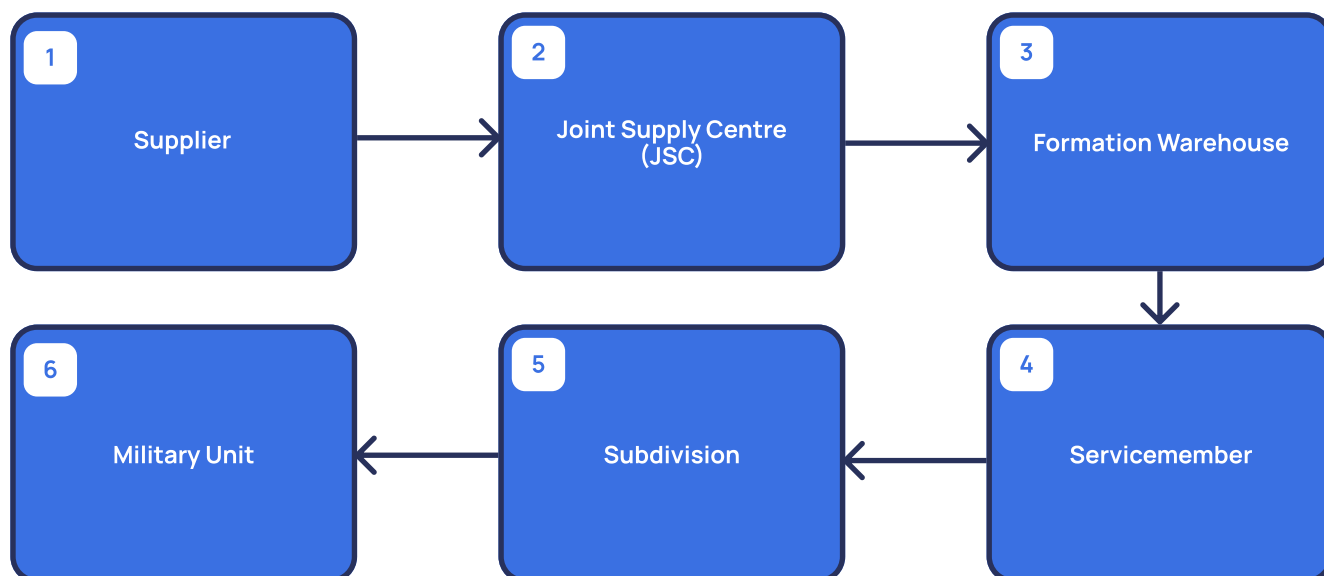 1
Supplier
2
Joint Supply Centre
(JSC)
3
Formation Warehouse
4
Servicemember
5
Subdivision
6
Military Unit